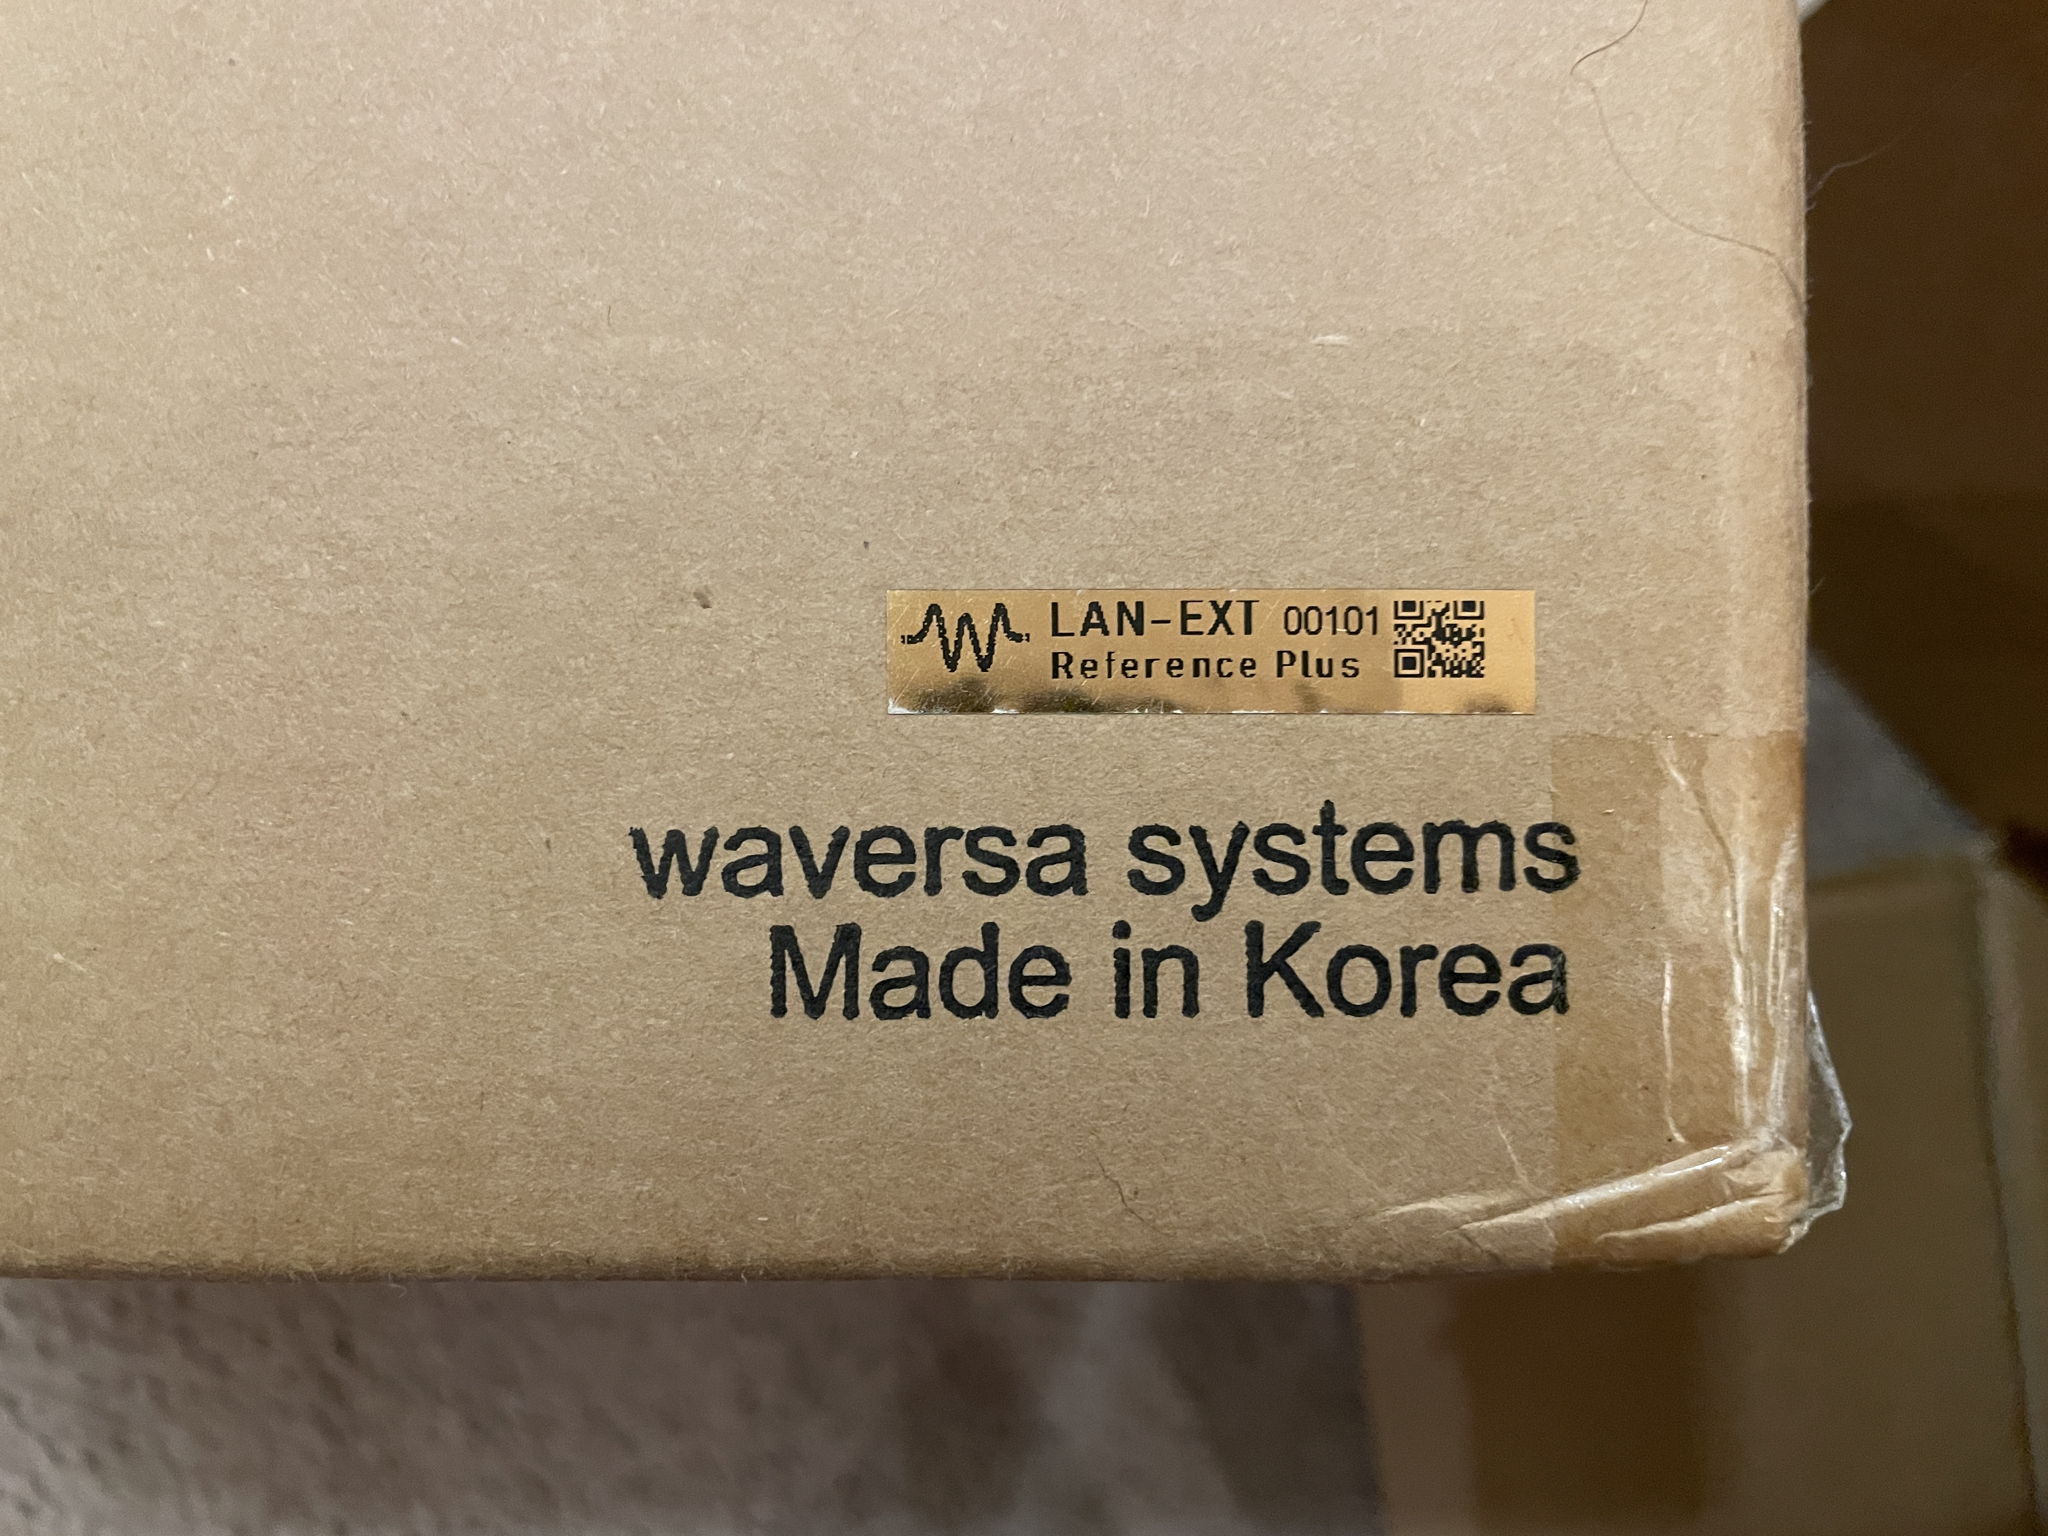 LAN-EXT 00101
Reference Plus
waversa systems
Made in Korea